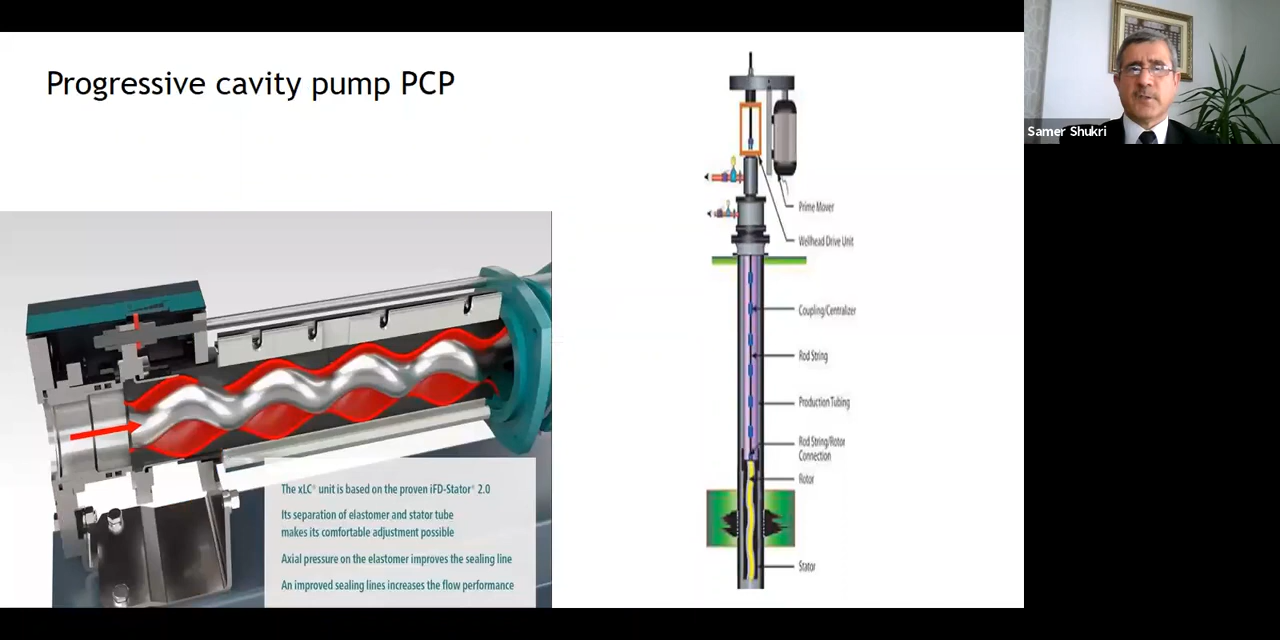 Progressive cavity pump PCP
Samer Shukri
Prime Mover
Wellhead Drive Unit
Coupling/Centralizer
Rod String
Production Tubing
Rod String/Rotor
Connection
Rotor
Stator
The xLC® unit is based on the proven iFD-Stator® 2.0
Its separation of elastomer and stator tube
makes its comfortable adjustment possible
Axial pressure on the elastomer improves the sealing line
An improved sealing lines increases the flow performance